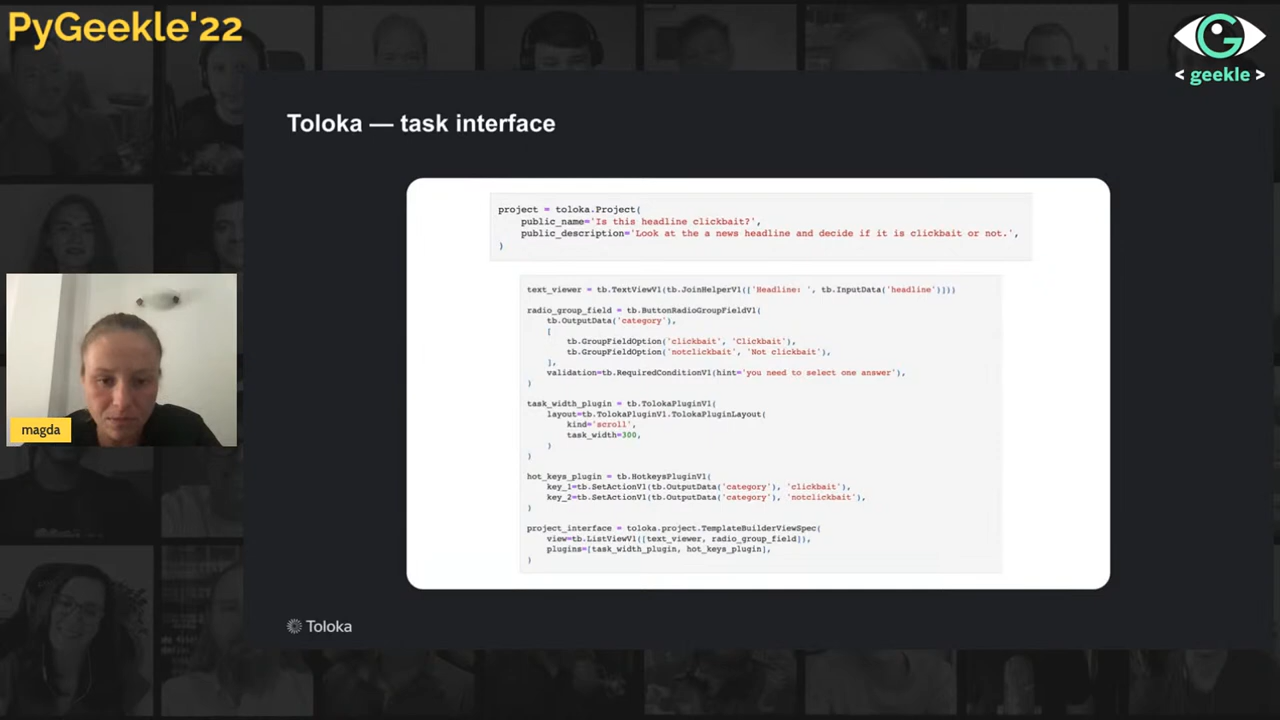 PyGeekle'22
< geekle >
Toloka — task interface
project = toloka.Project(
public_name='Is this headline clickbait?',
public_description='Look at the a news headline and decide if it is clickbait or not.',
)
text_viewer = tb.TextViewV1(tb.JoinHelperV1(['Headline: ', tb.InputData('headline')]))
radio_group_field = tb.ButtonRadioGroupFieldV1(
tb.OutputData('category'),
[
tb.GroupFieldOption('clickbait', 'Clickbait'),
tb.GroupFieldOption('notclickbait', 'Not clickbait'),
],
validation=tb.RequiredConditionV1(hint='you need to select one answer'),
)
task_width_plugin = tb.TolokaPluginV1(
layout=tb.TolokaPluginV1.TolokaPluginLayout(
kind='scroll',
task_width=300,
)
)
hot_keys_plugin = tb.HotkeysPluginV1(
key_1=tb.SetActionV1(tb.OutputData('category'), 'clickbait'),
key_2=tb.SetActionV1(tb.OutputData('category'), 'notclickbait'),
)
project_interface = toloka.project.TemplateBuilderViewSpec(
view=tb.ListViewV1([text_viewer, radio_group_field]),
plugins=[task_width_plugin, hot_keys_plugin],
)
magda
Toloka